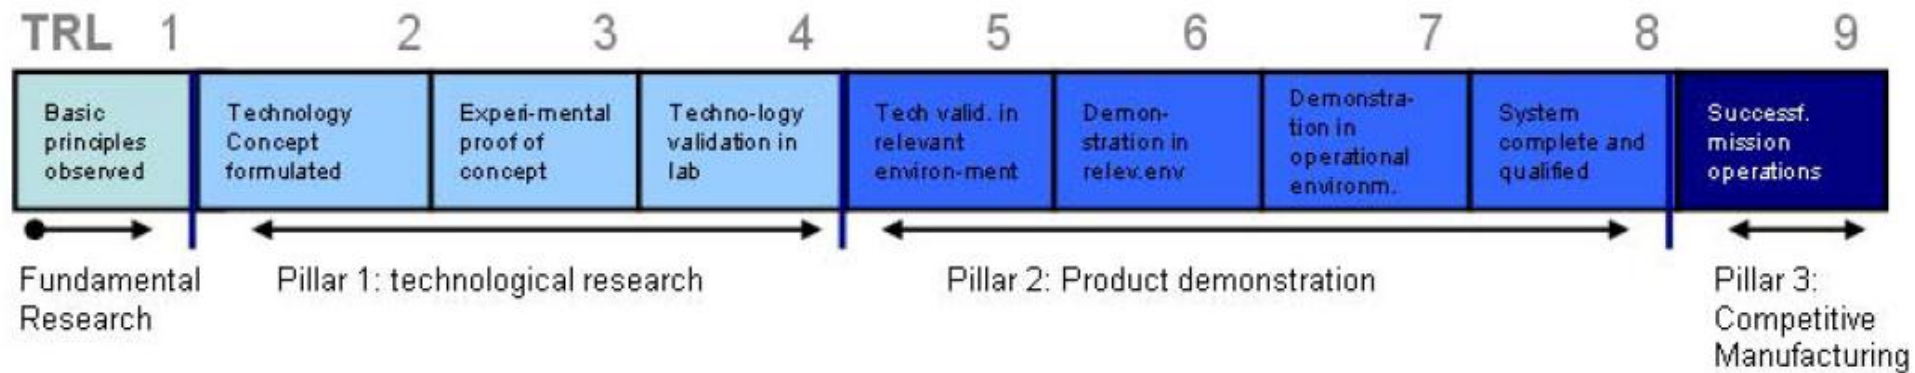 TRL 1 2 3 4 5 6 7 8 9
Basic
principles
observed
Technology
Concept
formulated
Experi-mental
proof of
concept
Techno-logy
validation in
lab
Tech valid. in
relevant
environ-ment
Demon-
stration in
relev.env
Demonstra-
tion in
operational
environm.
System
complete and
qualified
Successf.
mission
operations
Fundamental
Research
Pillar 1: technological research
Pillar 2: Product demonstration
Pillar 3:
Competitive
Manufacturing